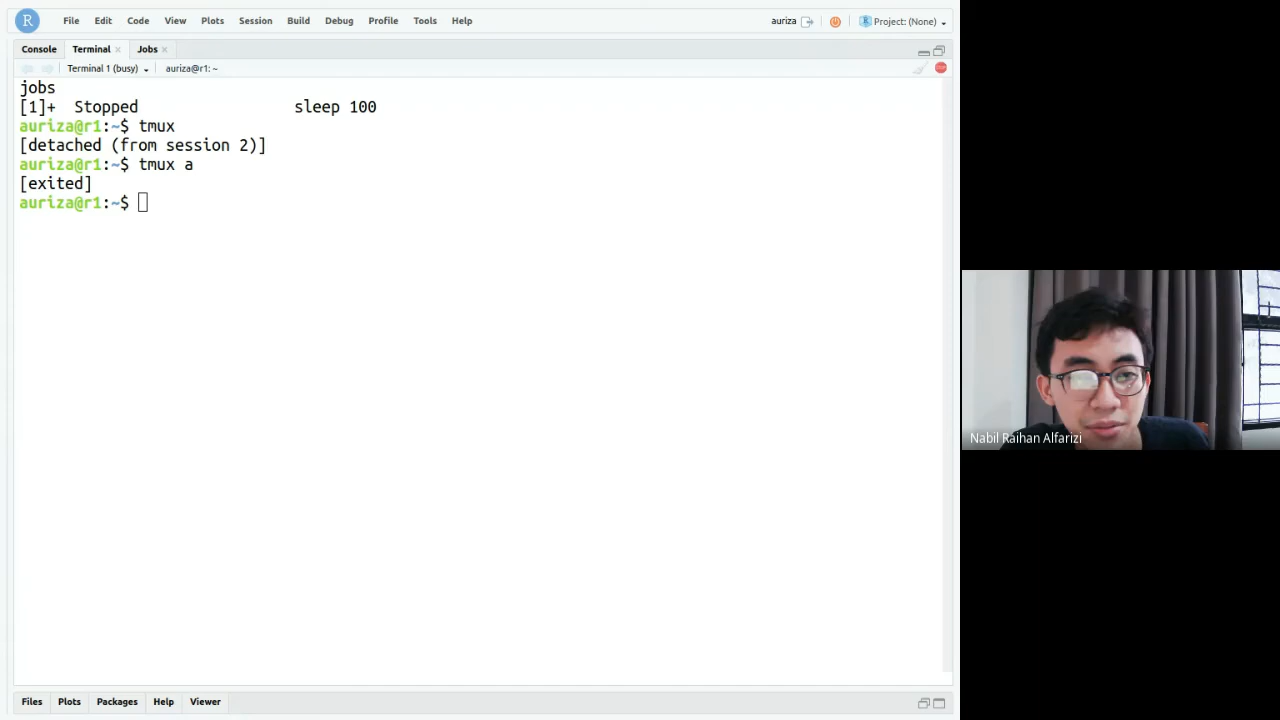 R File Edit Code View Plots Session Build Debug Profile Tools Help auriza R Project: (None)
Console Terminal Jobs
Terminal 1 (busy) auriza@r1: ~ STOP
jobs
[1]+ Stopped sleep 100
auriza@r1:~$ tmux
[detached (from session 2)]
auriza@r1:~$ tmux a
[exited]
auriza@r1:~$
Nabil Raihan Alfarizi
Files Plots Packages Help Viewer